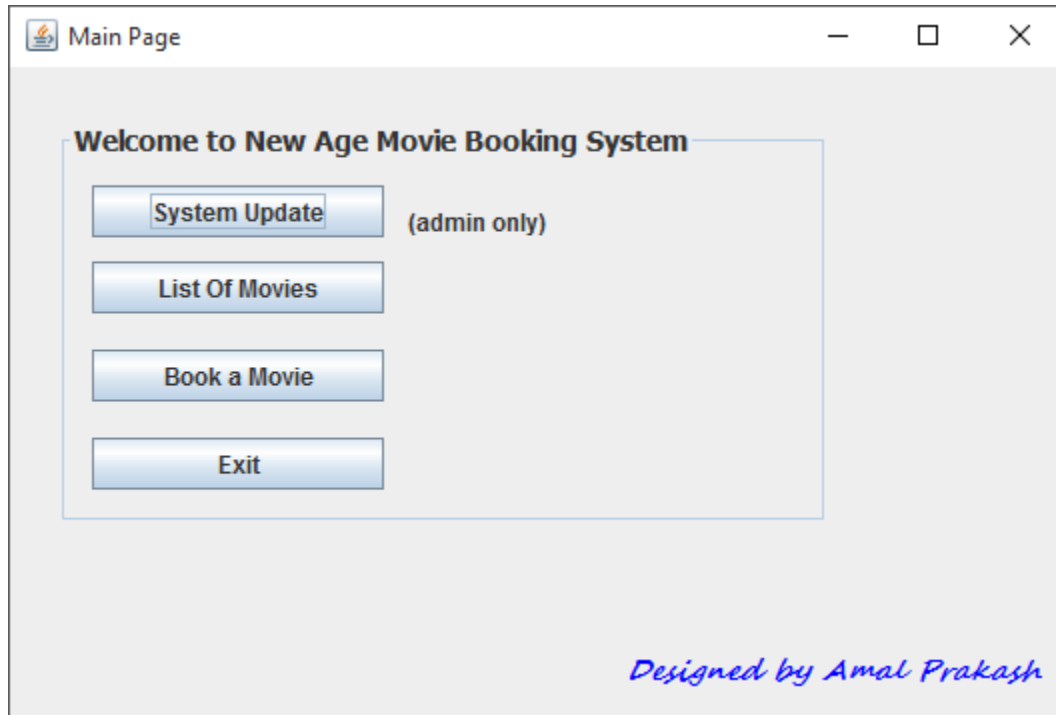 Main Page
Welcome to New Age Movie Booking System
System Update
(admin only)
List Of Movies
Book a Movie
Exit
Designed by Amal Prakash